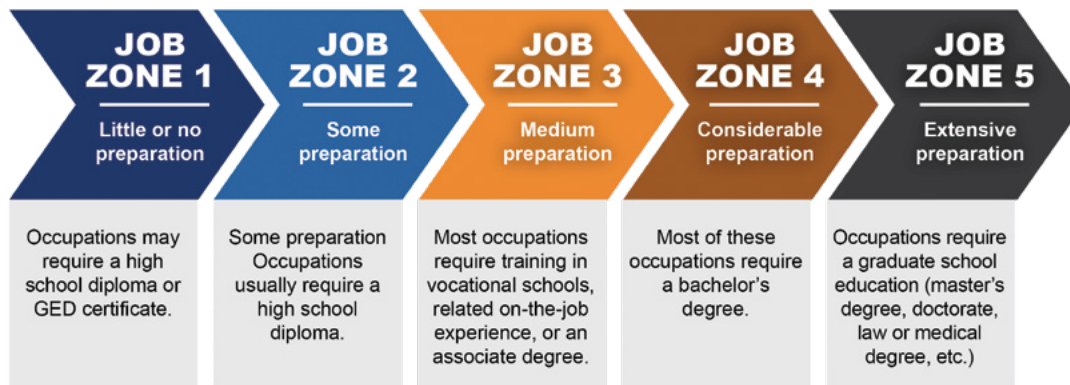 JOB
ZONE 1
Little or no
preparation
Occupations may
require a high
school diploma or
GED certificate.
JOB
ZONE 2
Some
preparation
Some preparation
Occupations
usually require a
high school
diploma.
JOB
ZONE 3
Medium
preparation
Most occupations
require training in
vocational schools,
related on-the-job
experience, or an
associate degree.
JOB
ZONE 4
Considerable
preparation
Most of these
occupations require
a bachelor's
degree.
JOB
ZONE 5
Extensive
preparation
Occupations require
a graduate school
education (master's
degree, doctorate,
law or medical
degree, etc.)